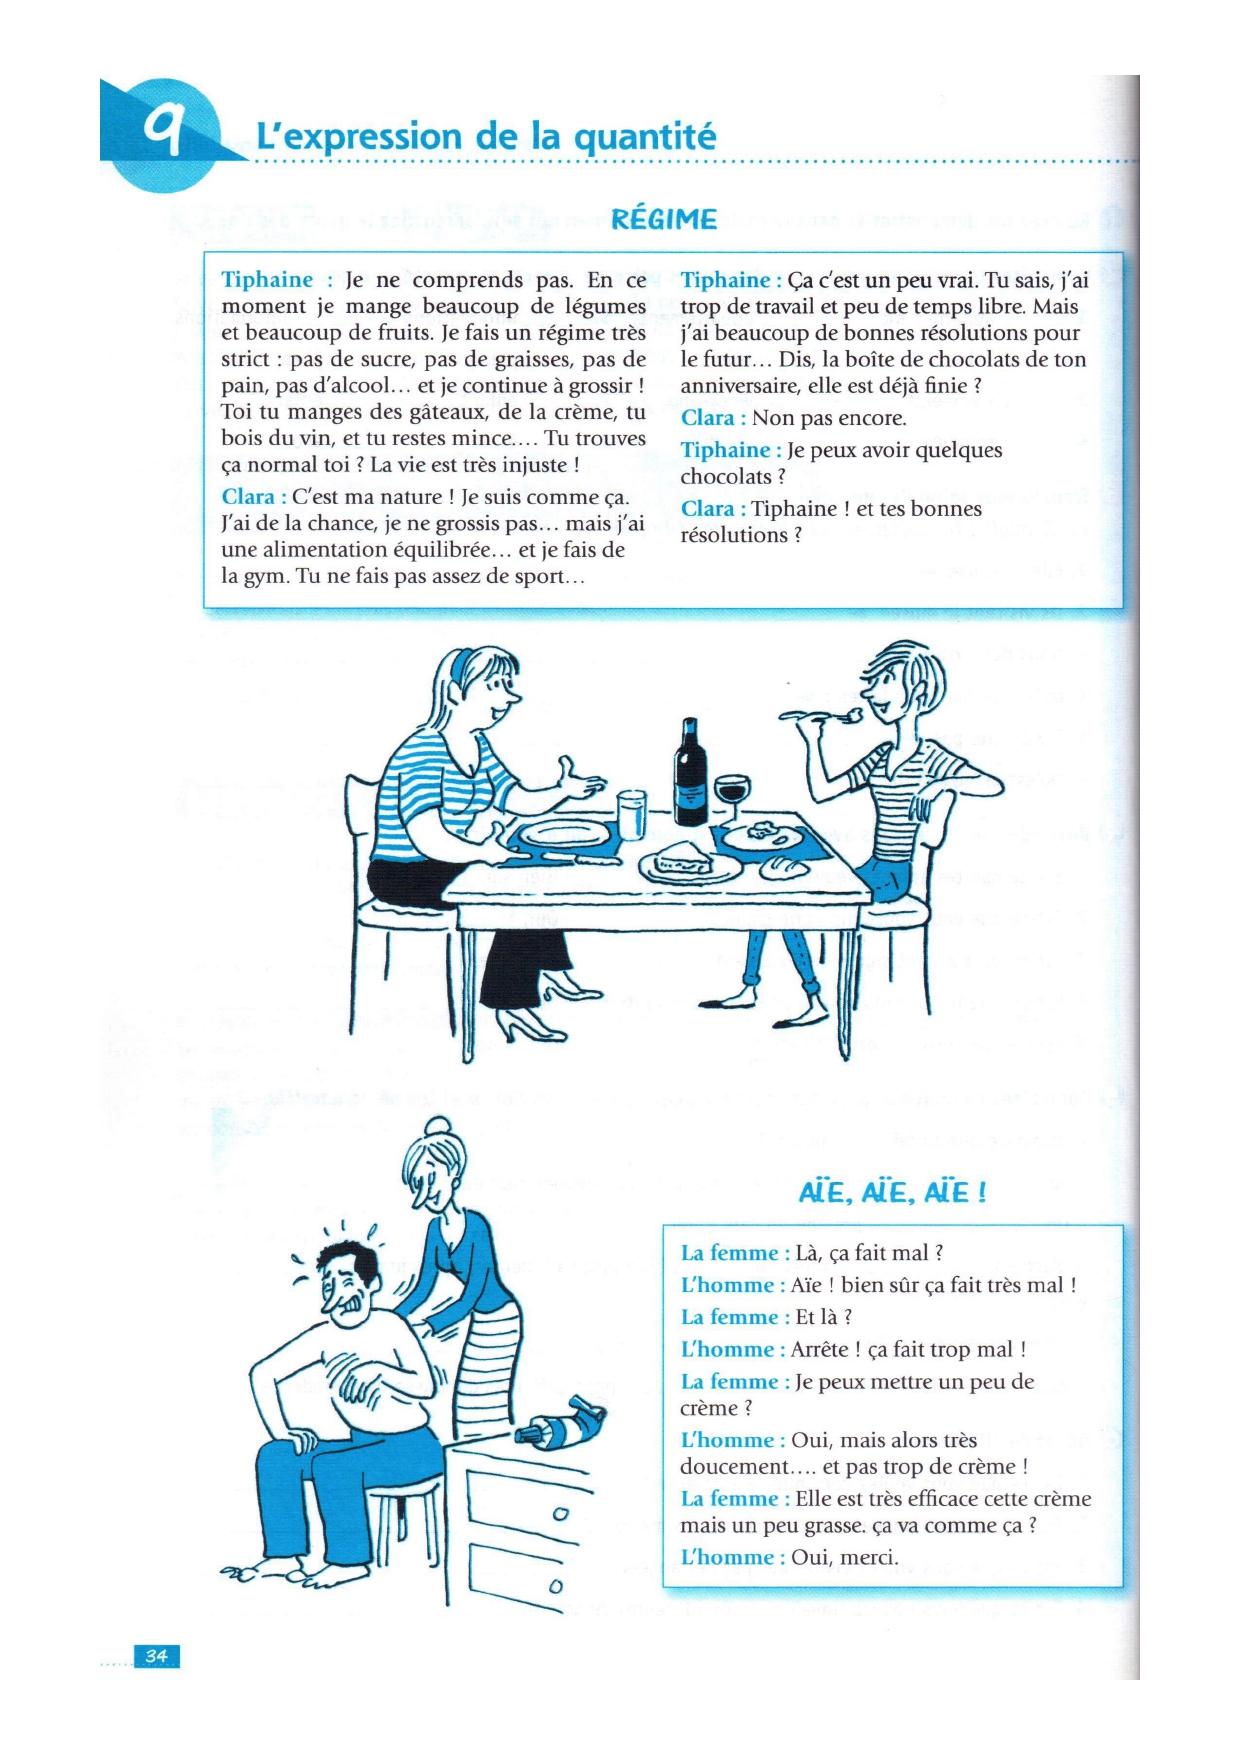 9
L'expression de la quantité
RÉGIME
Tiphaine : Je ne comprends pas. En ce
moment je mange beaucoup de légumes
et beaucoup de fruits. Je fais un régime très
strict : pas de sucre, pas de graisses, pas de
pain, pas d'alcool… et je continue à grossir !
Toi tu manges des gâteaux, de la crème, tu
bois du vin, et tu restes mince.… Tu trouves
ça normal toi ? La vie est très injuste !
Clara : C'est ma nature ! Je suis comme ça.
J'ai de la chance, je ne grossis pas… mais j'ai
une alimentation équilibrée… et je fais de
la gym. Tu ne fais pas assez de sport…
Tiphaine : Ça c'est un peu vrai. Tu sais, j'ai
trop de travail et peu de temps libre. Mais
j'ai beaucoup de bonnes résolutions pour
le futur… Dis, la boîte de chocolats de ton
anniversaire, elle est déjà finie ?
Clara : Non pas encore.
Tiphaine : Je peux avoir quelques
chocolats ?
Clara : Tiphaine ! et tes bonnes
résolutions ?
AÏE, AÏE, AÏE !
La femme : Là, ça fait mal ?
L'homme : Aïe ! bien sûr ça fait très mal !
La femme : Et là ?
L'homme : Arrête ! ça fait trop mal !
La femme : Je peux mettre un peu de
crème ?
L'homme : Oui, mais alors très
doucement.… et pas trop de crème !
La femme : Elle est très efficace cette crème
mais un peu grasse. ça va comme ça ?
L'homme : Oui, merci.
34